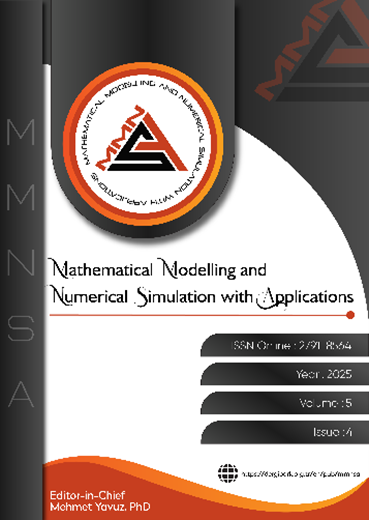 M
M
N
S
A
MMN
MATHEMATICAL MODELLING AND NUMERICAL SIMULATION WITH APPLICATIONS
MMN
Mathematical Modelling and
Numerical Simulation with Applications
ISSN Online : 2791-8564
Year : 2025
Volume : 5
Issue : 4
https://dergipark.org.tr/en/pub/mmnsa
Editor-in-Chief
Mehmet Yavuz, PhD